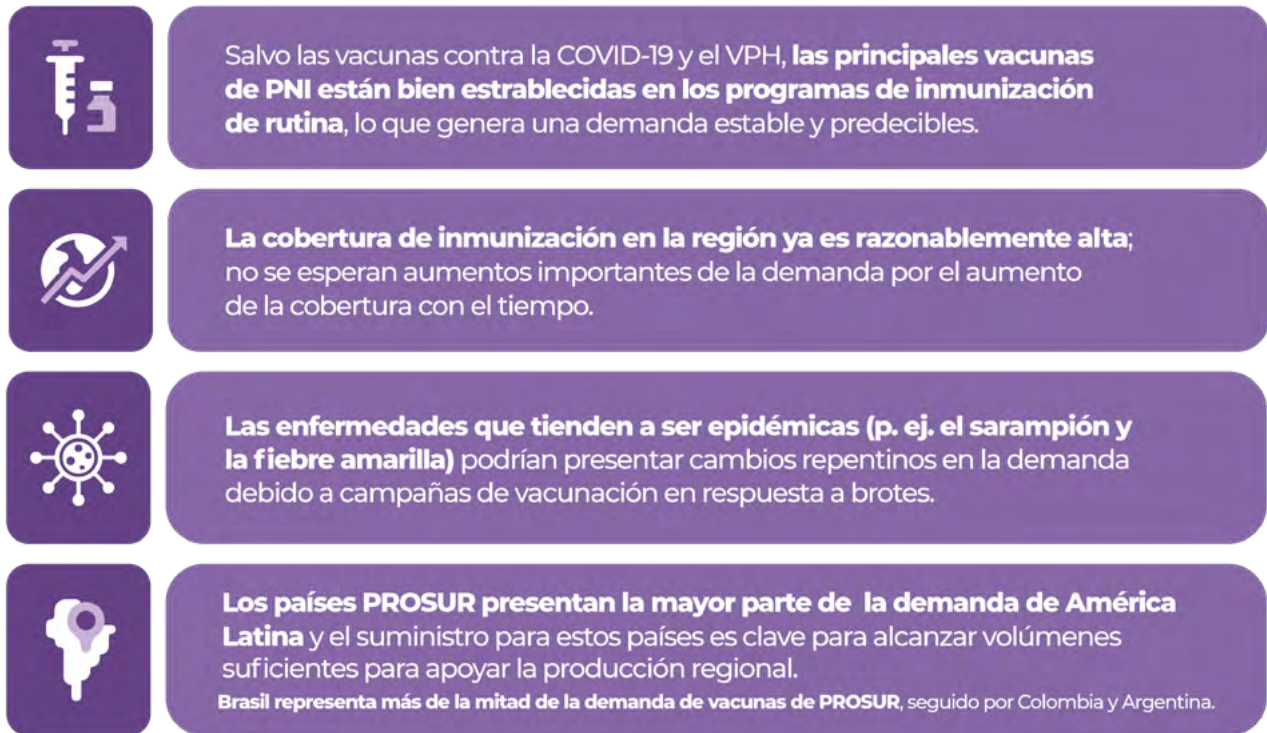 Salvo las vacunas contra la COVID-19 y el VPH, las principales vacunas
de PNI están bien estrablecidas en los programas de inmunización
de rutina, lo que genera una demanda estable y predecibles.
La cobertura de inmunización en la región ya es razonablemente alta;
no se esperan aumentos importantes de la demanda por el aumento
de la cobertura con el tiempo.
Las enfermedades que tienden a ser epidémicas (p. ej. el sarampión y
la fiebre amarilla) podrían presentar cambios repentinos en la demanda
debido a campañas de vacunación en respuesta a brotes.
Los países PROSUR presentan la mayor parte de la demanda de América
Latina y el suministro para estos países es clave para alcanzar volúmenes
suficientes para apoyar la producción regional.
Brasil representa más de la mitad de la demanda de vacunas de PROSUR, seguido por Colombia y Argentina.